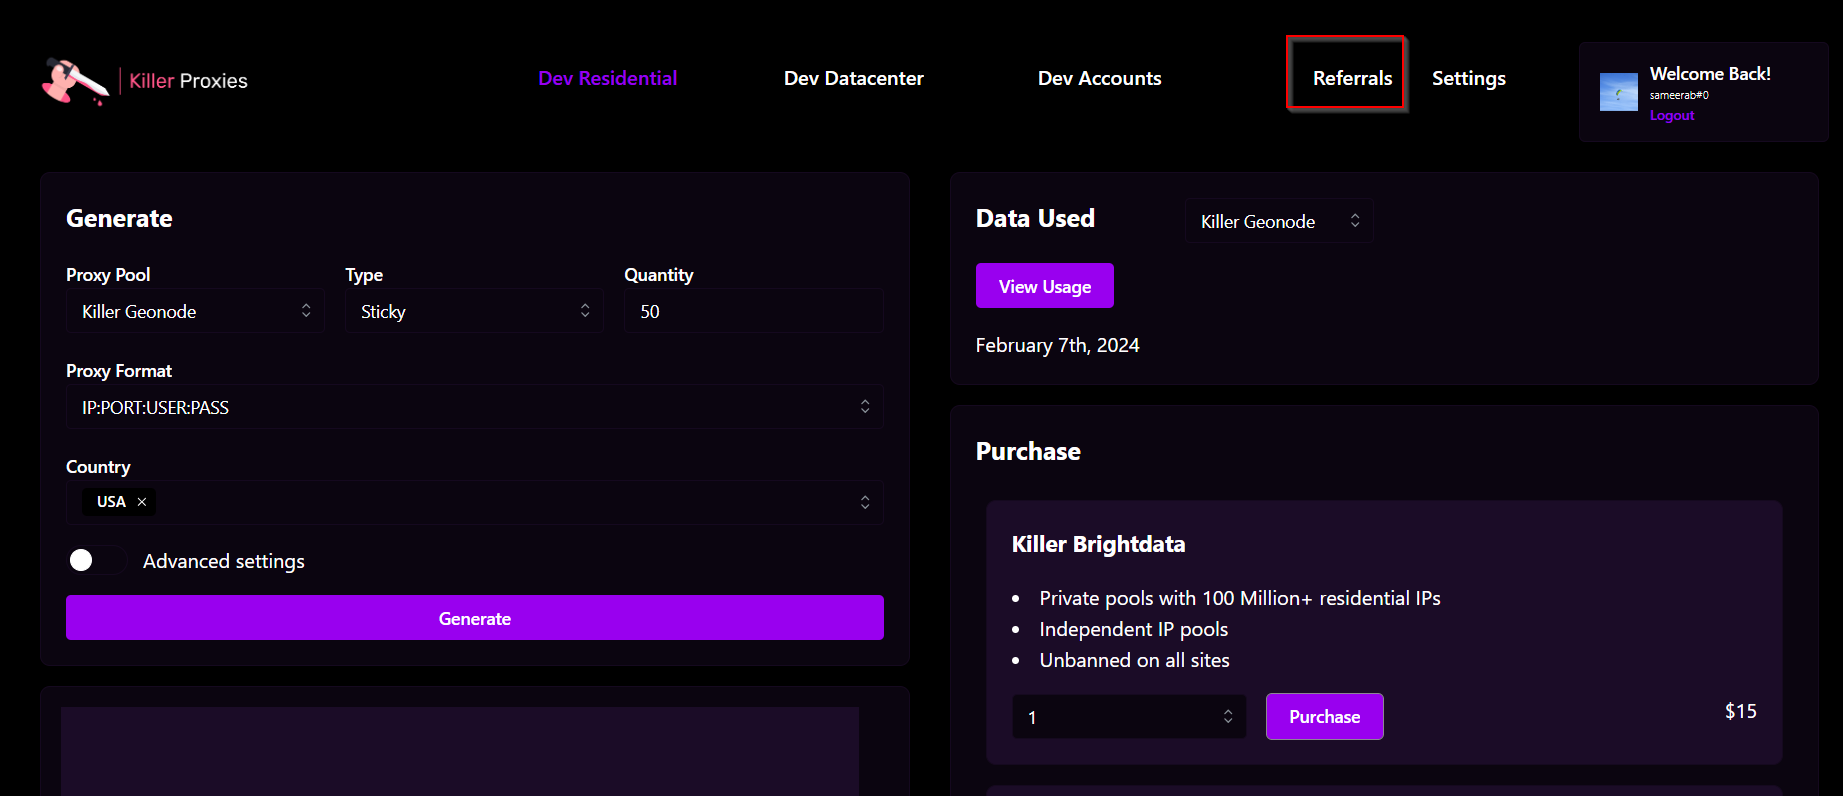 Killer Proxies
Dev Residential
Dev Datacenter
Dev Accounts
Referrals
Settings
Welcome Back!
sameerab#0
Logout
Generate
Proxy Pool
Type
Quantity
Killer Geonode
Sticky
50
Proxy Format
IP:PORT:USER:PASS
Country
USA ×
Advanced settings
Generate
Data Used
Killer Geonode
View Usage
February 7th, 2024
Purchase
Killer Brightdata
• Private pools with 100 Million+ residential IPs
• Independent IP pools
• Unbanned on all sites
1
Purchase
$15